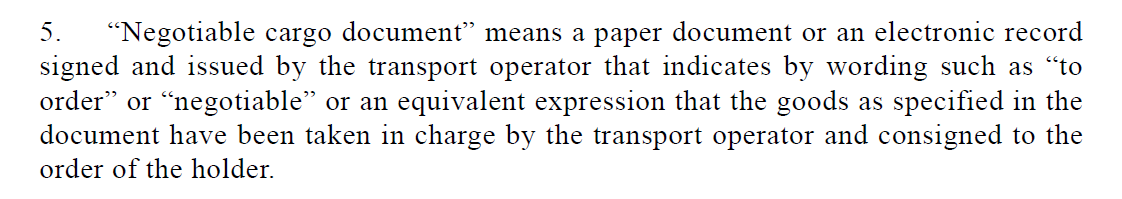 5. “Negotiable cargo document” means a paper document or an electronic record
signed and issued by the transport operator that indicates by wording such as “to
order” or “negotiable” or an equivalent expression that the goods as specified in the
document have been taken in charge by the transport operator and consigned to the
order of the holder.